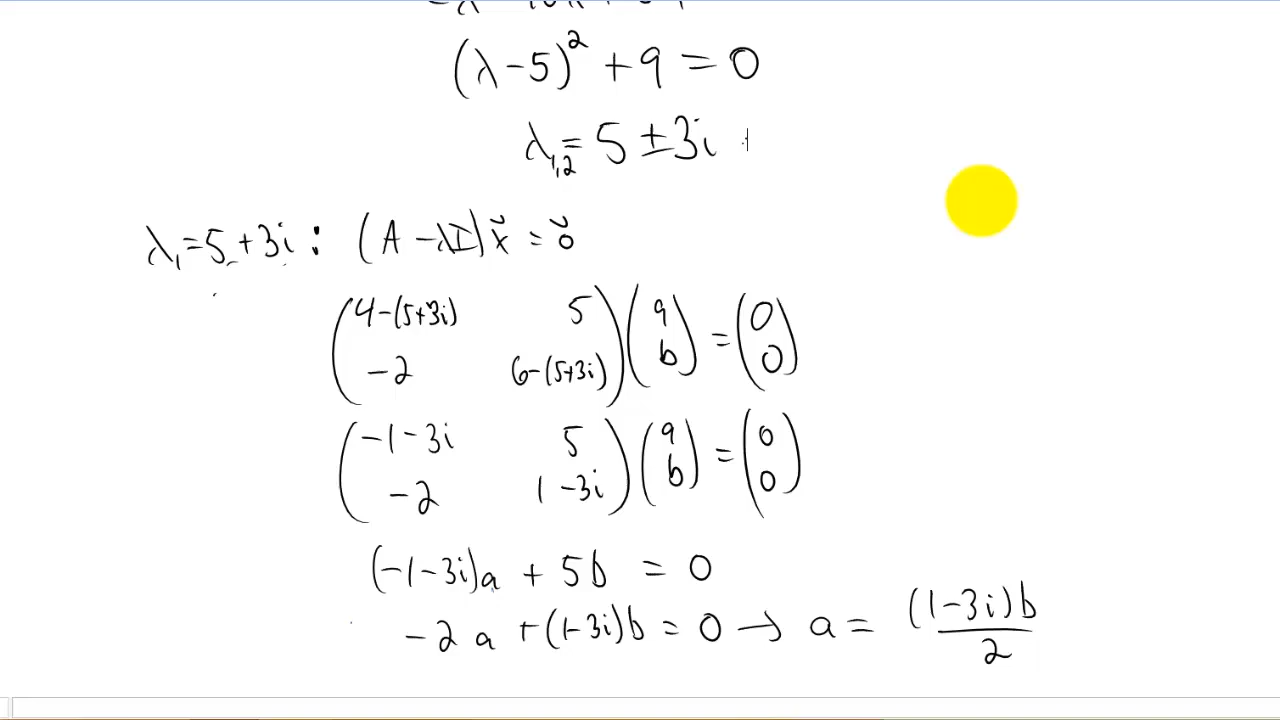 (λ-5)² + 9 = 0
λ₁,₂ = 5 ± 3i
λ₁ = 5 + 3i : (A - λI) x̌ = ǒ
( 4-(5+3i) 5 ) ( a ) = ( 0 )
( -2 6-(5+3i) ) ( b ) ( 0 )
( -1-3i 5 ) ( a ) = ( 0 )
( -2 1-3i ) ( b ) ( 0 )
(-1-3i)a + 5b = 0
-2a + (1-3i)b = 0 → a = (1-3i)b / 2